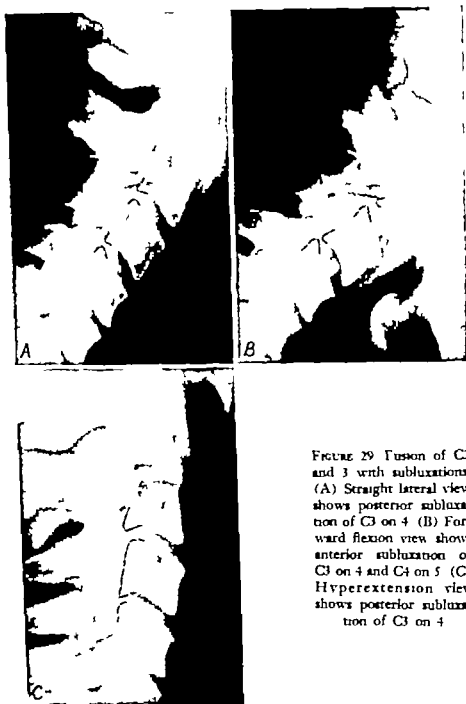 A
B
C
FIGURE 29 Fusion of C2
and 3 with subluxations
(A) Straight lateral view
shows posterior subluxa
tion of C3 on 4 (B) For
ward flexion view shows
anterior subluxation of
C3 on 4 and C4 on 5 (C)
Hyperextension view
shows posterior subluxa
tion of C3 on 4